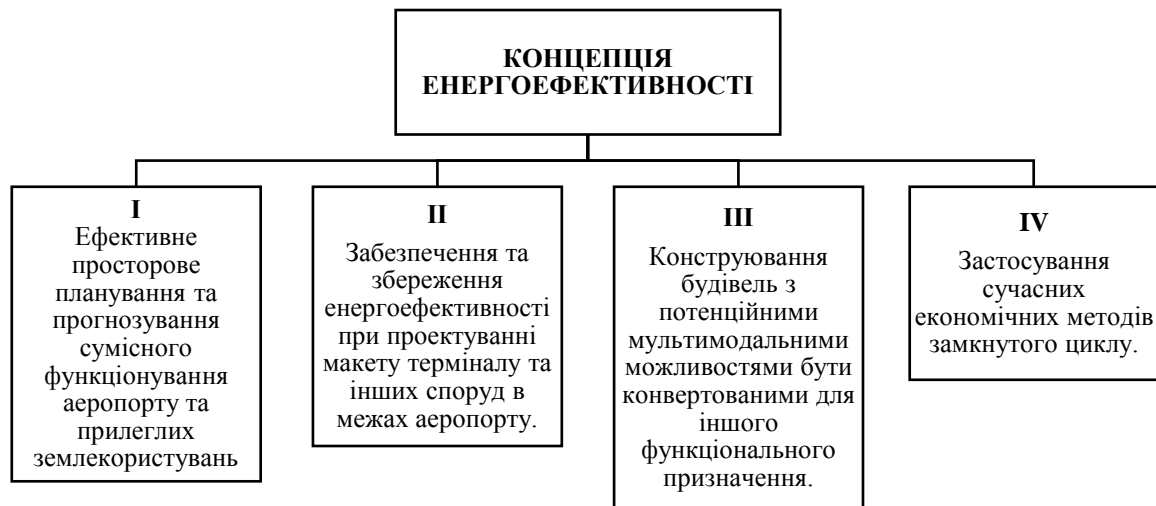 КОНЦЕПЦІЯ
ЕНЕРГОЕФЕКТИВНОСТІ
I
Ефективне
просторове
планування та
прогнозування
сумісного
функціонування
аеропорту та
прилеглих
землекористувань
II
Забезпечення та
збереження
енергоефективності
при проектуванні
макету терміналу та
інших споруд в
межах аеропорту.
III
Конструювання
будівель з
потенційними
мультимодальними
можливостями бути
конвертованими для
іншого
функціонального
призначення.
IV
Застосування
сучасних
економічних методів
замкнутого циклу.